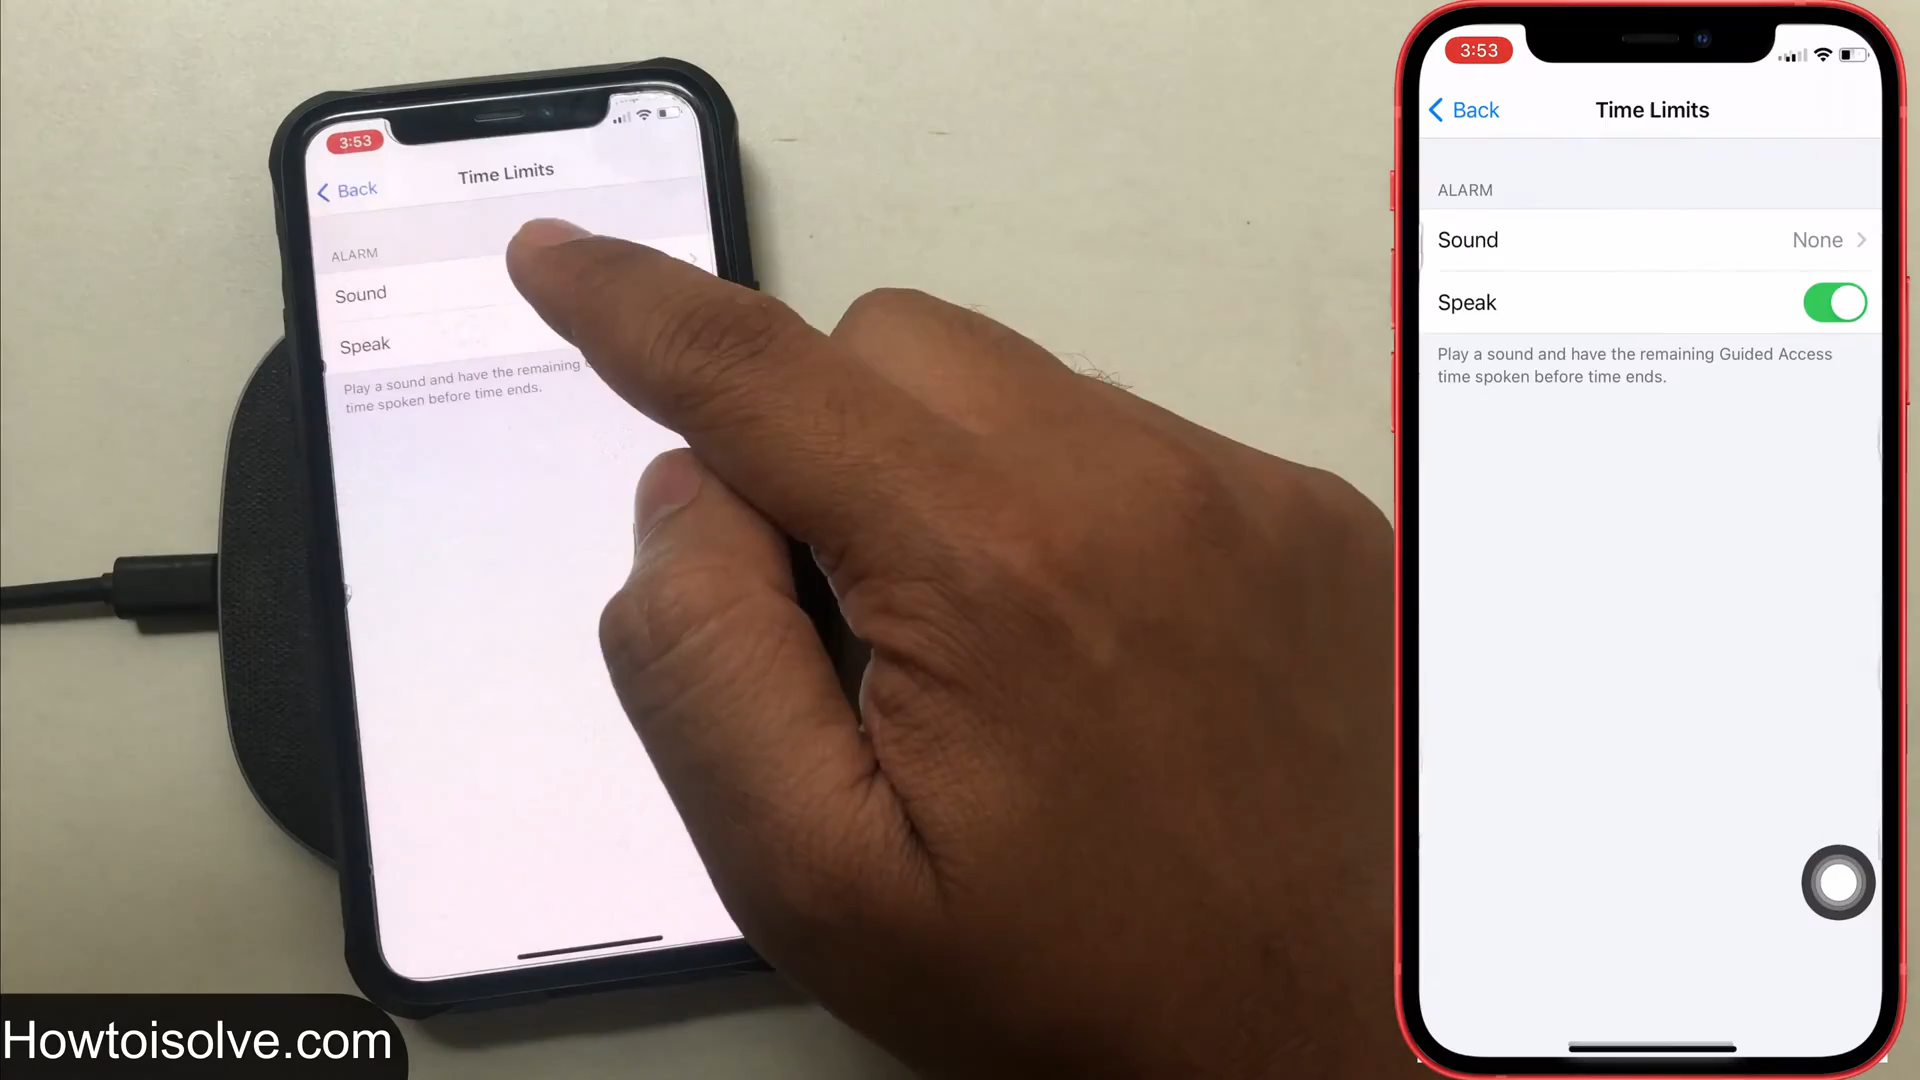 3:53
Back
Time Limits
ALARM
Sound
Speak
Play a sound and have the remaining
time spoken before time ends.
Howtoisolve.com
3:53
Back
Time Limits
ALARM
Sound
None
Speak
Play a sound and have the remaining Guided Access
time spoken before time ends.